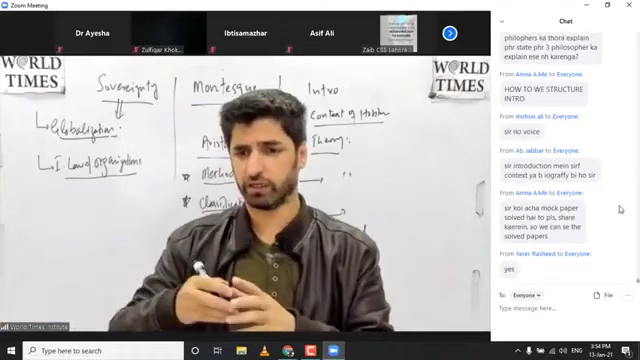 Zoom Meeting
Dr Ayesha
Ibtisamazhar
Asif Ali
Zulfiqar Khok...
Zaib CSS Lahore
WORLD
TIMES
Sovereignty
Montesque
Intro
WORLD
TIMES
Globalization
Context of Hobbes
Theory:
I Law & organizations
World Times Institute
Chat
philophers ka thora explain
phr state phr 3 philosopher ka
explain ese nh karenga?
From Amna A.Me to Everyone:
HOW TO WE STRUCTURE
INTRO
From mohsin ali to Everyone:
sir no voice
From Ab Jabbar to Everyone:
sir introduction mein sirf
context ya b iograffy bi ho sir
From Amna A.Me to Everyone:
sir koi acha mock paper
solved hai to pls, share
kaerein, so we can se the
solved papers
From Yaser Rasheed to Everyone:
yes
To: Everyone
File
Type message here...
Type here to search
ENG
3:54 PM
13-Jan-21